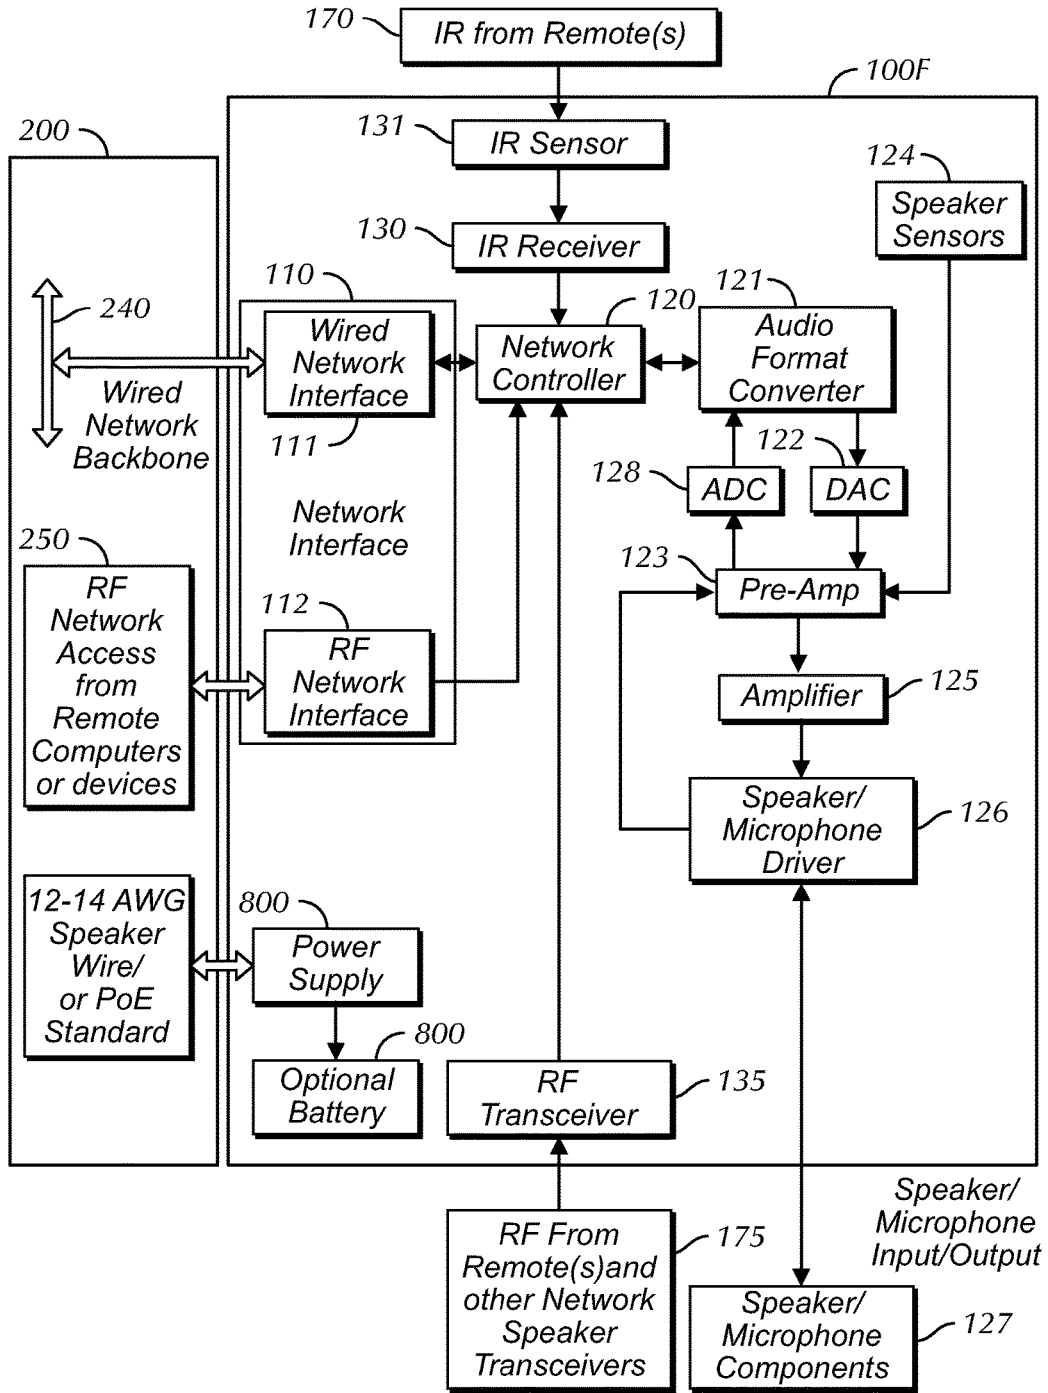 170
IR from Remote(s)
100F
200
131
IR Sensor
124
Speaker
Sensors
130
IR Receiver
110
120
121
240
Wired
Network
Interface
111
Network
Controller
Audio
Format
Converter
Wired
Network
Backbone
122
128
ADC
DAC
Network
Interface
250
RF
Network
Access
from
Remote
Computers
or devices
123
Pre-Amp
112
RF
Network
Interface
Amplifier
125
Speaker/
Microphone
Driver
126
12-14 AWG
Speaker
Wire/
or PoE
Standard
800
Power
Supply
800
Optional
Battery
RF
Transceiver
135
Speaker/
Microphone
Input/Output
RF From
Remote(s)and
other Network
Speaker
Transceivers
175
Speaker/
Microphone
Components
127